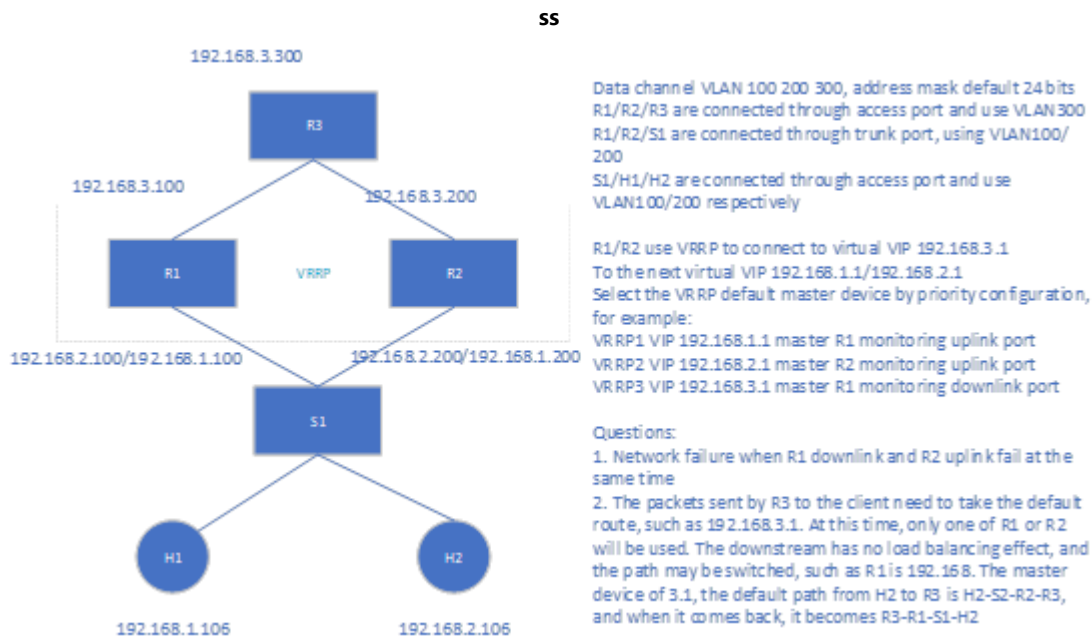 ss
192.168.3.300
R3
192.168.3.100
192.168.3.200
R1
VRRP
R2
192.168.2.100/192.168.1.100
192.168.2.200/192.168.1.200
S1
H1
H2
192.168.1.106
192.168.2.106
Data channel VLAN 100 200 300, address mask default 24 bits
R1/R2/R3 are connected through access port and use VLAN300
R1/R2/S1 are connected through trunk port, using VLAN100/
200
S1/H1/H2 are connected through access port and use
VLAN100/200 respectively
R1/R2 use VRRP to connect to virtual VIP 192.168.3.1
To the next virtual VIP 192.168.1.1/192.168.2.1
Select the VRRP default master device by priority configuration,
for example:
VRRP1 VIP 192.168.1.1 master R1 monitoring uplink port
VRRP2 VIP 192.168.2.1 master R2 monitoring uplink port
VRRP3 VIP 192.168.3.1 master R1 monitoring downlink port
Questions:
1. Network failure when R1 downlink and R2 uplink fail at the
same time
2. The packets sent by R3 to the client need to take the default
route, such as 192.168.3.1. At this time, only one of R1 or R2
will be used. The downstream has no load balancing effect, and
the path may be switched, such as R1 is 192.168. The master
device of 3.1, the default path from H2 to R3 is H2-S2-R2-R3,
and when it comes back, it becomes R3-R1-S1-H2